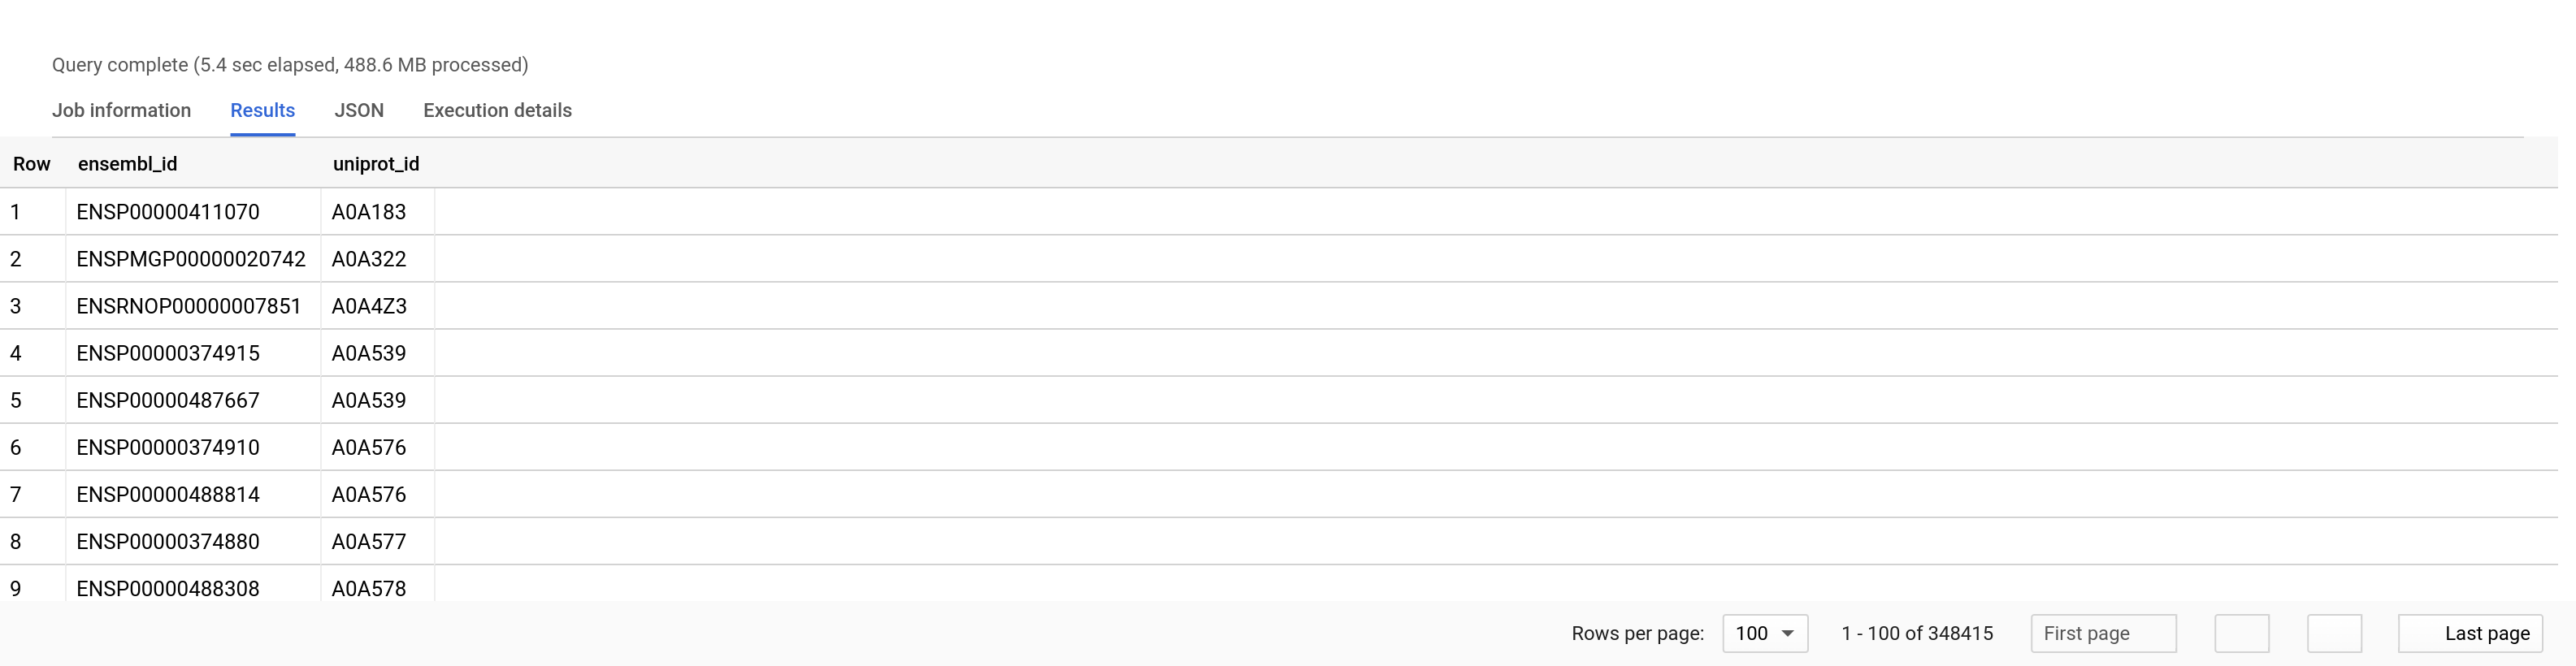 Query complete (5.4 sec elapsed, 488.6 MB processed)
Job information Results JSON Execution details
Row ensembl_id uniprot_id
1 ENSP00000411070 A0A183
2 ENSPMGP00000020742 A0A322
3 ENSRNOP00000007851 A0A4Z3
4 ENSP00000374915 A0A539
5 ENSP00000487667 A0A539
6 ENSP00000374910 A0A576
7 ENSP00000488814 A0A576
8 ENSP00000374880 A0A577
9 ENSP00000488308 A0A578
Rows per page: 100 1 - 100 of 348415 First page Last page